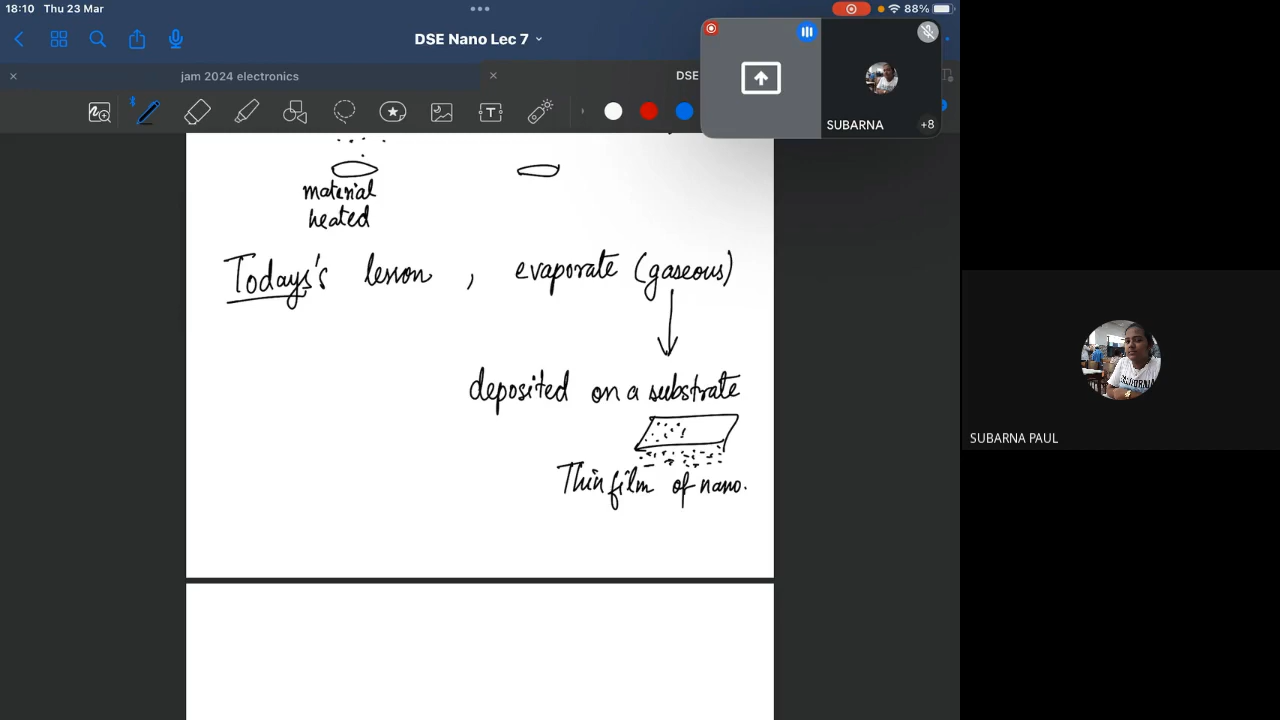 18:10 Thu 23 Mar
88%
DSE Nano Lec 7
jam 2024 electronics
DSE
SUBARNA
+8
material
heated
Todays's lesson , evaporate (gaseous)
deposited on a substrate
Thin film of nano.
SUBARNA PAUL